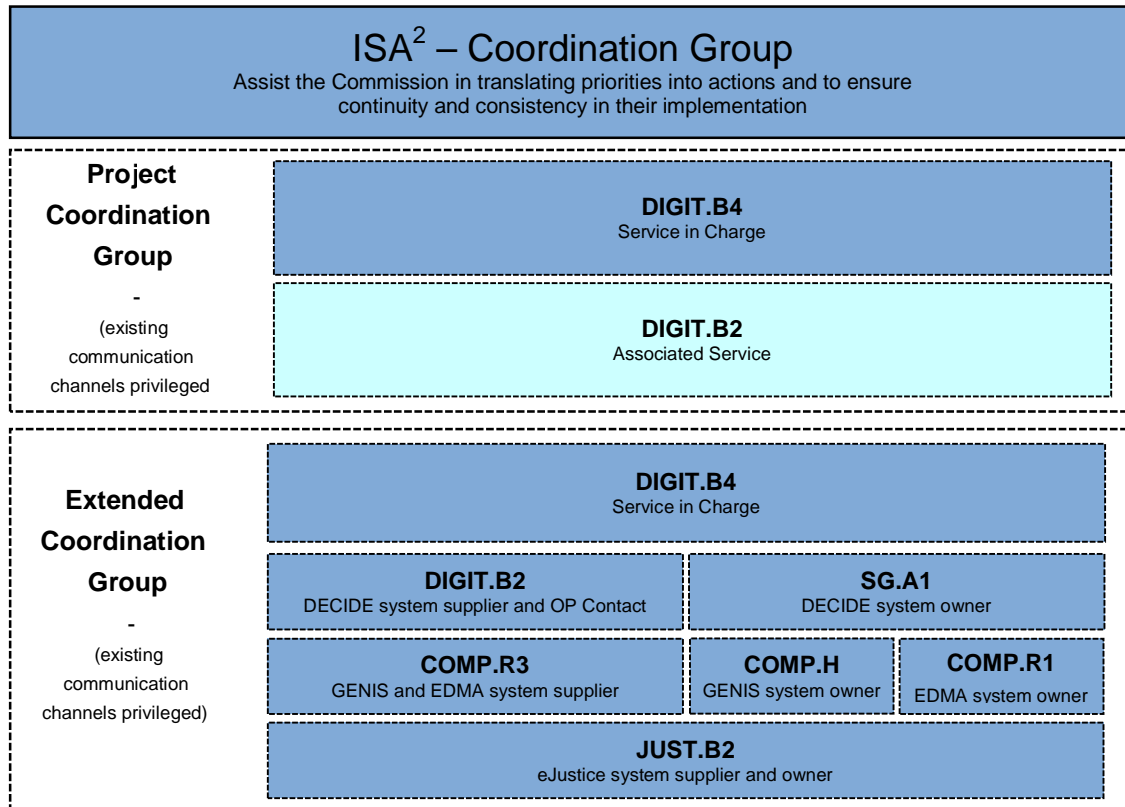 ISA² – Coordination Group
Assist the Commission in translating priorities into actions and to ensure
continuity and consistency in their implementation
Project
Coordination
Group
-
(existing
communication
channels privileged
DIGIT.B4
Service in Charge
DIGIT.B2
Associated Service
Extended
Coordination
Group
-
(existing
communication
channels privileged)
DIGIT.B4
Service in Charge
DIGIT.B2
DECIDE system supplier and OP Contact
SG.A1
DECIDE system owner
COMP.R3
GENIS and EDMA system supplier
COMP.H
GENIS system owner
COMP.R1
EDMA system owner
JUST.B2
eJustice system supplier and owner